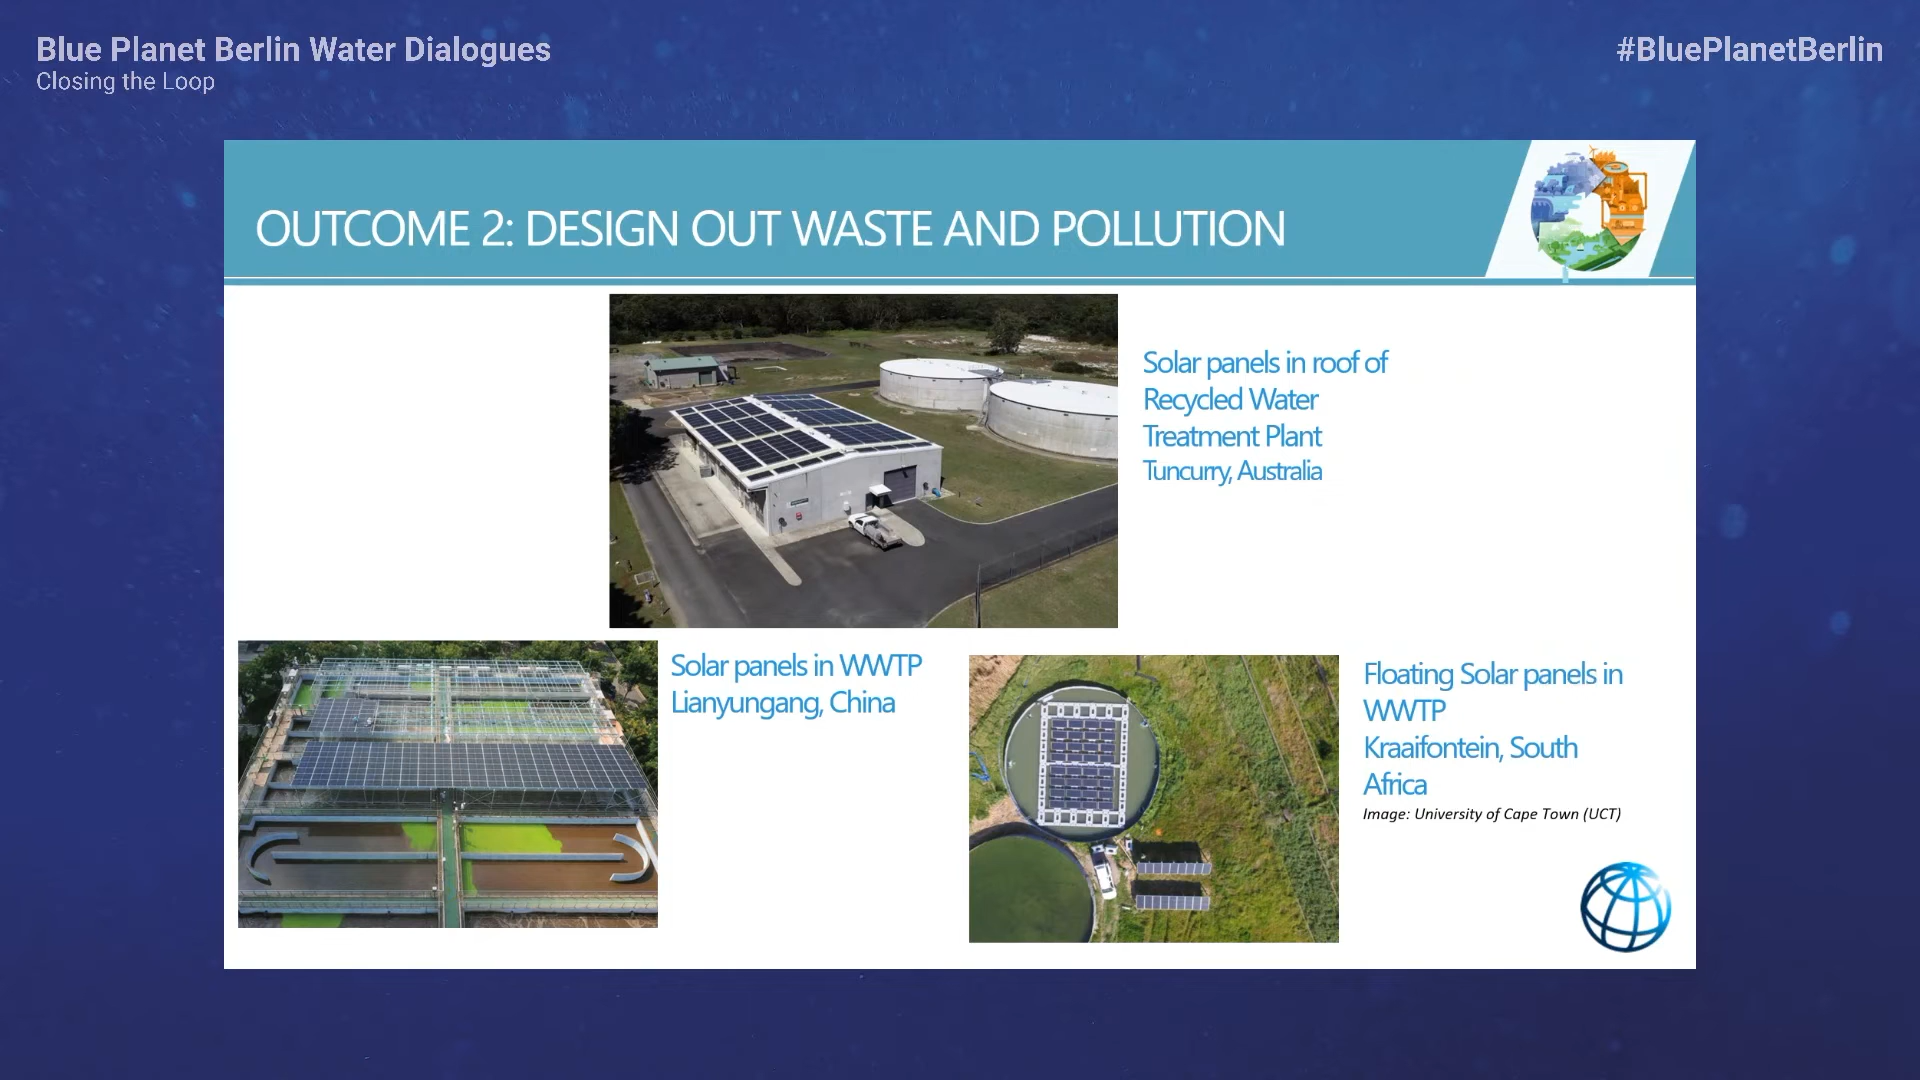 Blue Planet Berlin Water Dialogues
Closing the Loop
#BluePlanetBerlin
OUTCOME 2: DESIGN OUT WASTE AND POLLUTION
Solar panels in roof of
Recycled Water
Treatment Plant
Tuncurry, Australia
Solar panels in WWTP
Lianyungang, China
Floating Solar panels in
WWTP
Kraaifontein, South
Africa
Image: University of Cape Town (UCT)